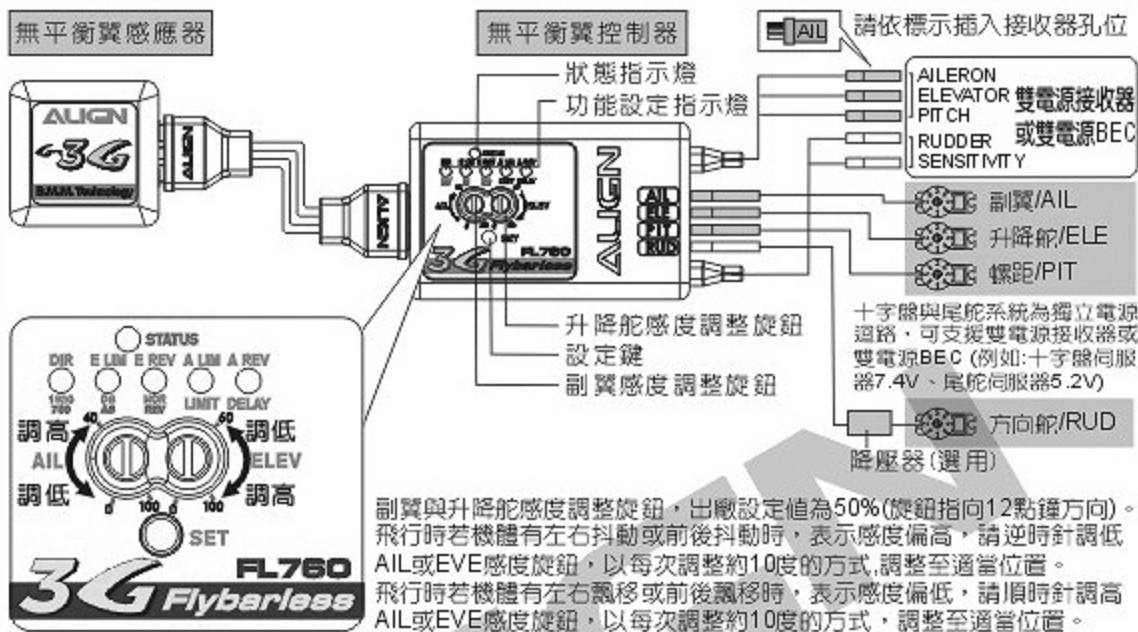 無平衡翼感應器
無平衡翼控制器
AIL
請依標示插入接收器孔位
狀態指示燈
功能設定指示燈
AILERON
ELEVATOR
PITCH
RUDDER
SENSITIVITY
雙電源接收器
或雙電源BEC
ALIGN
3G
ALIGN
ALIGN
AIL
ELEV
SET
3G
FL760
Flybarless
ALIGN
AIL
ELE
PIT
RUD
副翼/AIL
升降舵/ELE
螺距/PIT
十字盤與尾舵系統為獨立電源
迴路,可支援雙電源接收器或
雙電源BEC (例如:十字盤伺服
器7.4V、尾舵伺服器5.2V)
方向舵/RUD
降壓器(選用)
升降舵感度調整旋鈕
設定鍵
副翼感度調整旋鈕
STATUS
DIR E LIM E REV A LIM A REV
1520
760
DS
AS
NOR
REV
LIMIT DELAY
40 60
調高 調低
AIL ELEV
調低 調高
0 100 0 100
SET
3G
FL760
Flybarless
副翼與升降舵感度調整旋鈕,出廠設定值為50%(旋鈕指向12點鐘方向)。
飛行時若機體有左右抖動或前後抖動時,表示感度偏高,請逆時針調低
AIL或EVE感度旋鈕,以每次調整約10度的方式,調整至適當位置。
飛行時若機體有左右飄移或前後飄移時,表示感度偏低,請順時針調高
AIL或EVE感度旋鈕,以每次調整約10度的方式,調整至適當位置。